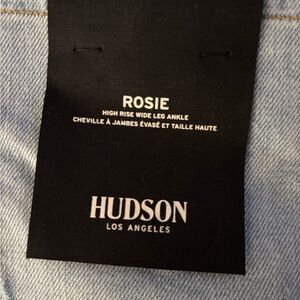 ROSIE
HIGH RISE WIDE LEG ANKLE
CHEVILLE À JAMBES ÉVASÉ ET TAILLE HAUTE
HUDSON
LOS ANGELES